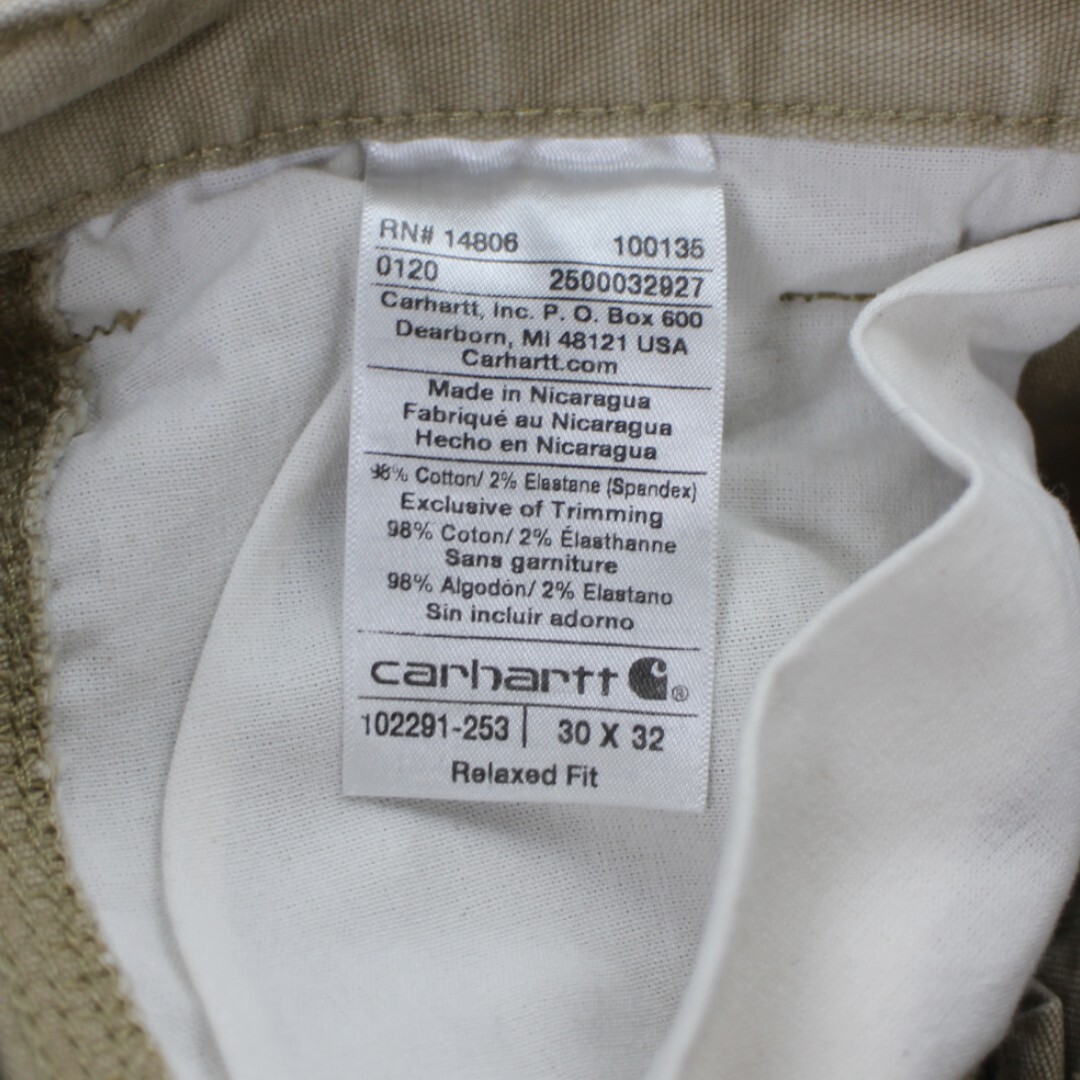 RN# 14806 100135
0120 2500032927
Carhartt, Inc. P. O. Box 600
Dearborn, MI 48121 USA
Carhartt.com
Made in Nicaragua
Fabriqué au Nicaragua
Hecho en Nicaragua
98% Cotton/ 2% Elastane (Spandex)
Exclusive of Trimming
98% Coton/ 2% Élasthanne
Sans garniture
98% Algodón/ 2% Elastano
Sin incluir adorno
carhartt ®
102291-253 | 30 X 32
Relaxed Fit